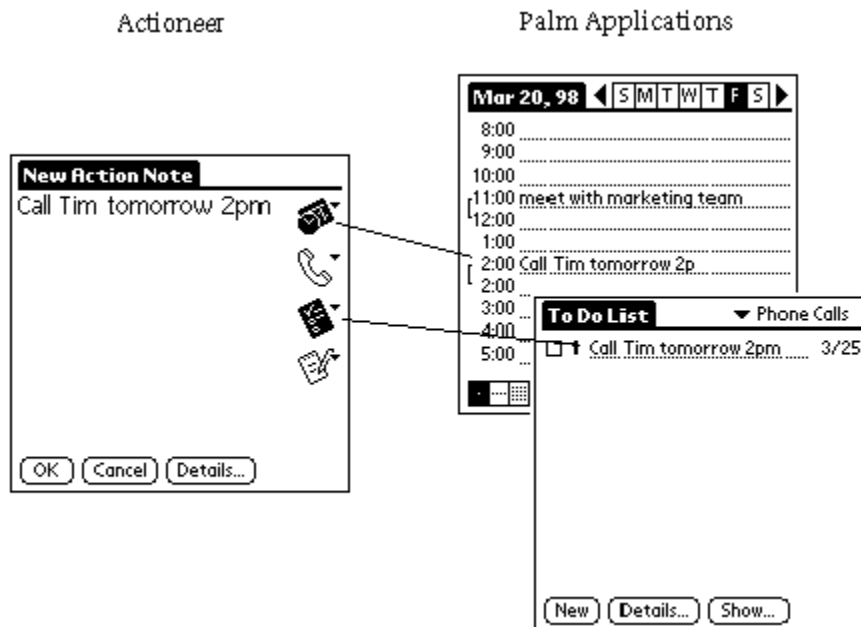 Actioneer
Palm Applications
New Action Note
Call Tim tomorrow 2pm
OK Cancel Details...
Mar 20, 98 S M T W T F S
8:00
9:00
10:00
11:00 meet with marketing team
12:00
1:00
2:00 Call Tim tomorrow 2p
2:00
3:00
4:00
5:00
To Do List Phone Calls
1 Call Tim tomorrow 2pm 3/25
New Details... Show...